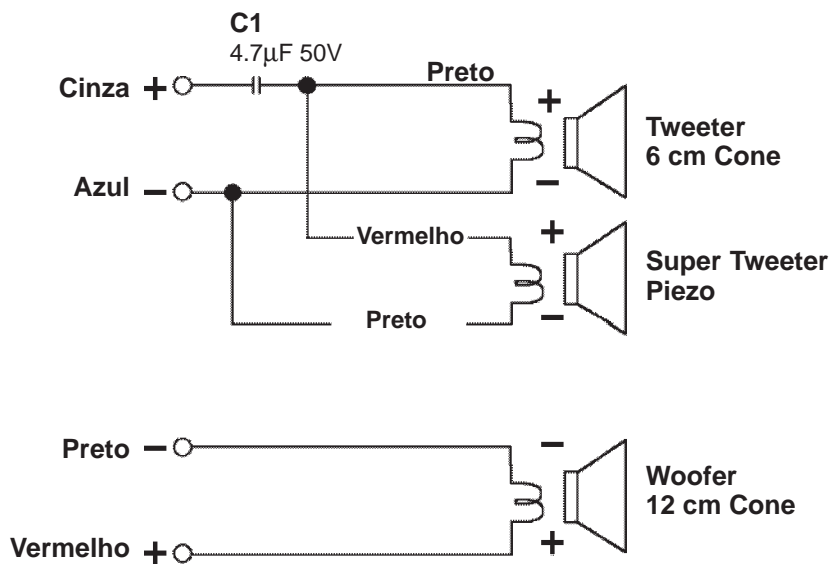 C1
4.7µF 50V
Cinza +
Preto
+
Tweeter
6 cm Cone
Azul −
−
Vermelho
+
Super Tweeter
Piezo
Preto
−
Preto −
−
Woofer
12 cm Cone
Vermelho +
+